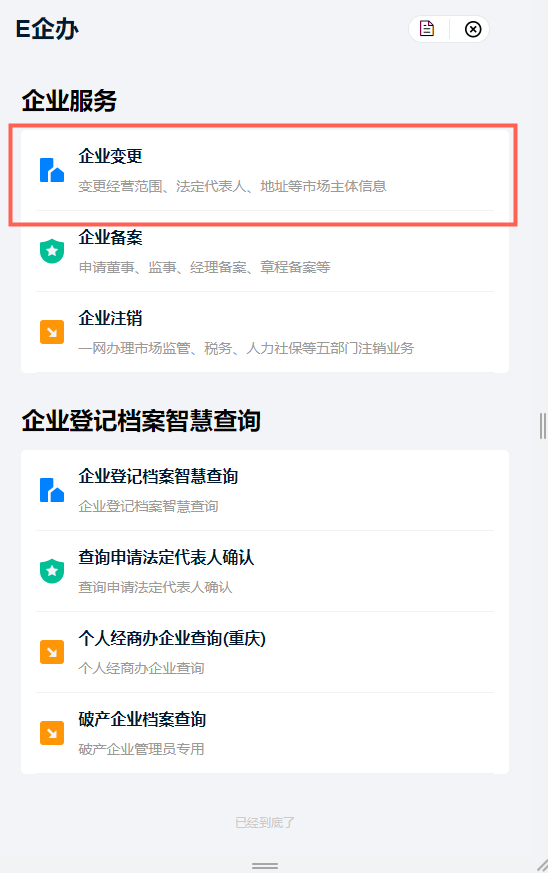 E企办
企业服务
企业变更
变更经营范围、法定代表人、地址等市场主体信息
企业备案
申请董事、监事、经理备案、章程备案等
企业注销
一网办理市场监管、税务、人力社保等五部门注销业务
企业登记档案智慧查询
企业登记档案智慧查询
企业登记档案智慧查询
查询申请法定代表人确认
查询申请法定代表人确认
个人经商办企业查询(重庆)
个人经商办企业查询
破产企业档案查询
破产企业管理员专用
已经到底了